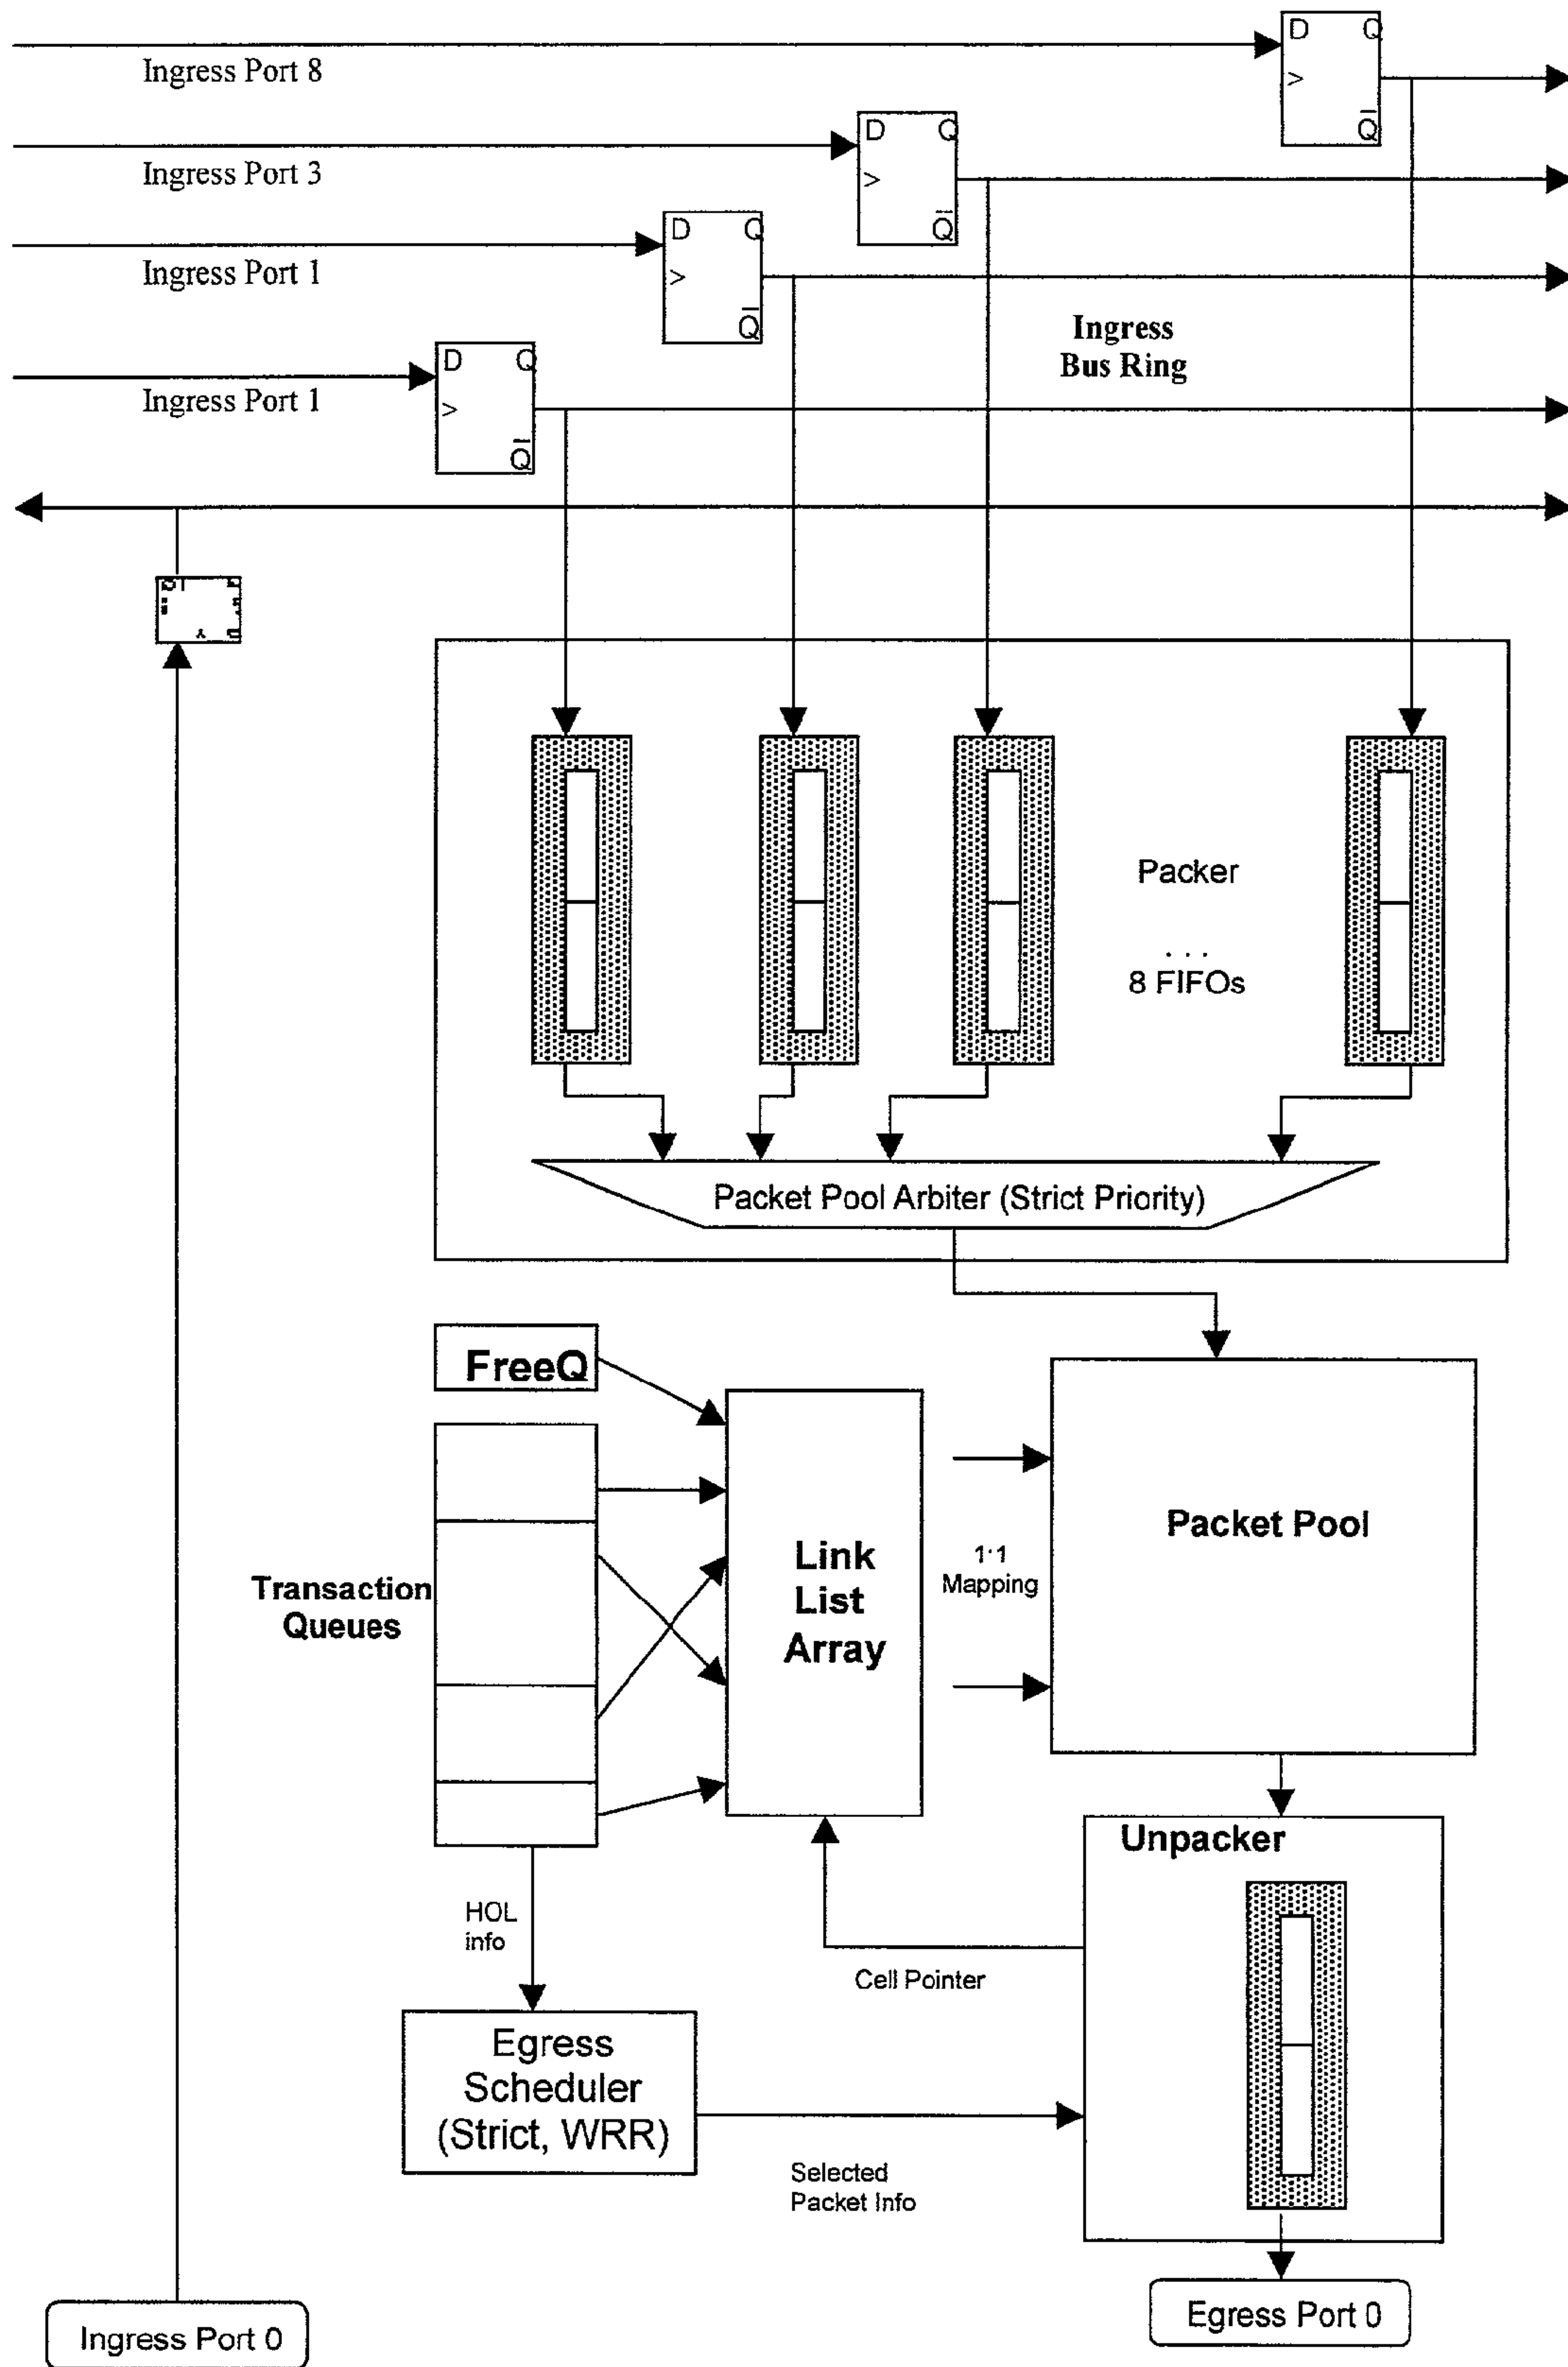 D Q
Ingress Port 8
>
Q
D Q
Ingress Port 3
>
Q
D Q
Ingress Port 1
>
Q
Ingress
Bus Ring
D Q
Ingress Port 1
>
Q
Packer
. . .
8 FIFOs
Packet Pool Arbiter (Strict Priority)
FreeQ
Transaction
Queues
Link
List
Array
1:1
Mapping
Packet Pool
Unpacker
HOL
info
Cell Pointer
Egress
Scheduler
(Strict, WRR)
Selected
Packet Info
Ingress Port 0
Egress Port 0